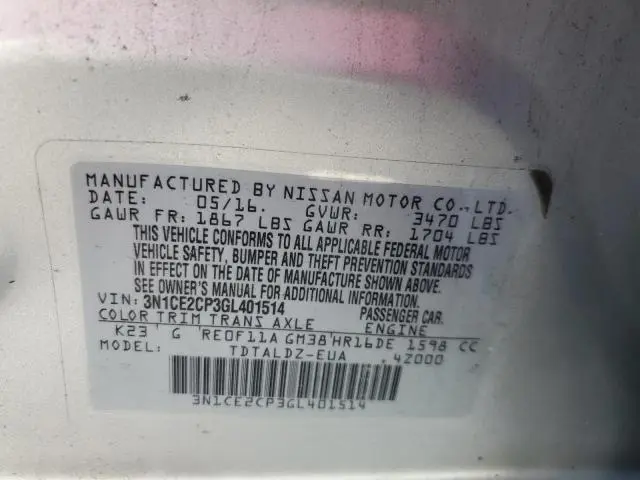 MANUFACTURED BY NISSAN MOTOR CO., LTD.
DATE: 05/16. GVWR: 3470 LBS
GAWR FR: 1867 LBS GAWR RR: 1704 LBS
THIS VEHICLE CONFORMS TO ALL APPLICABLE FEDERAL MOTOR
VEHICLE SAFETY, BUMPER AND THEFT PREVENTION STANDARDS
IN EFFECT ON THE DATE OF MANUFACTURE SHOWN ABOVE.
SEE OWNER'S MANUAL FOR ADDITIONAL INFORMATION.
VIN: 3N1CE2CP3GL401514 PASSENGER CAR.
COLOR TRIM TRANS AXLE ENGINE
K23 G RE0F11A GM38 HR16DE 1598 CC
MODEL: TDTALDZ-EUA .4Z000
3N1CE2CP3GL401514